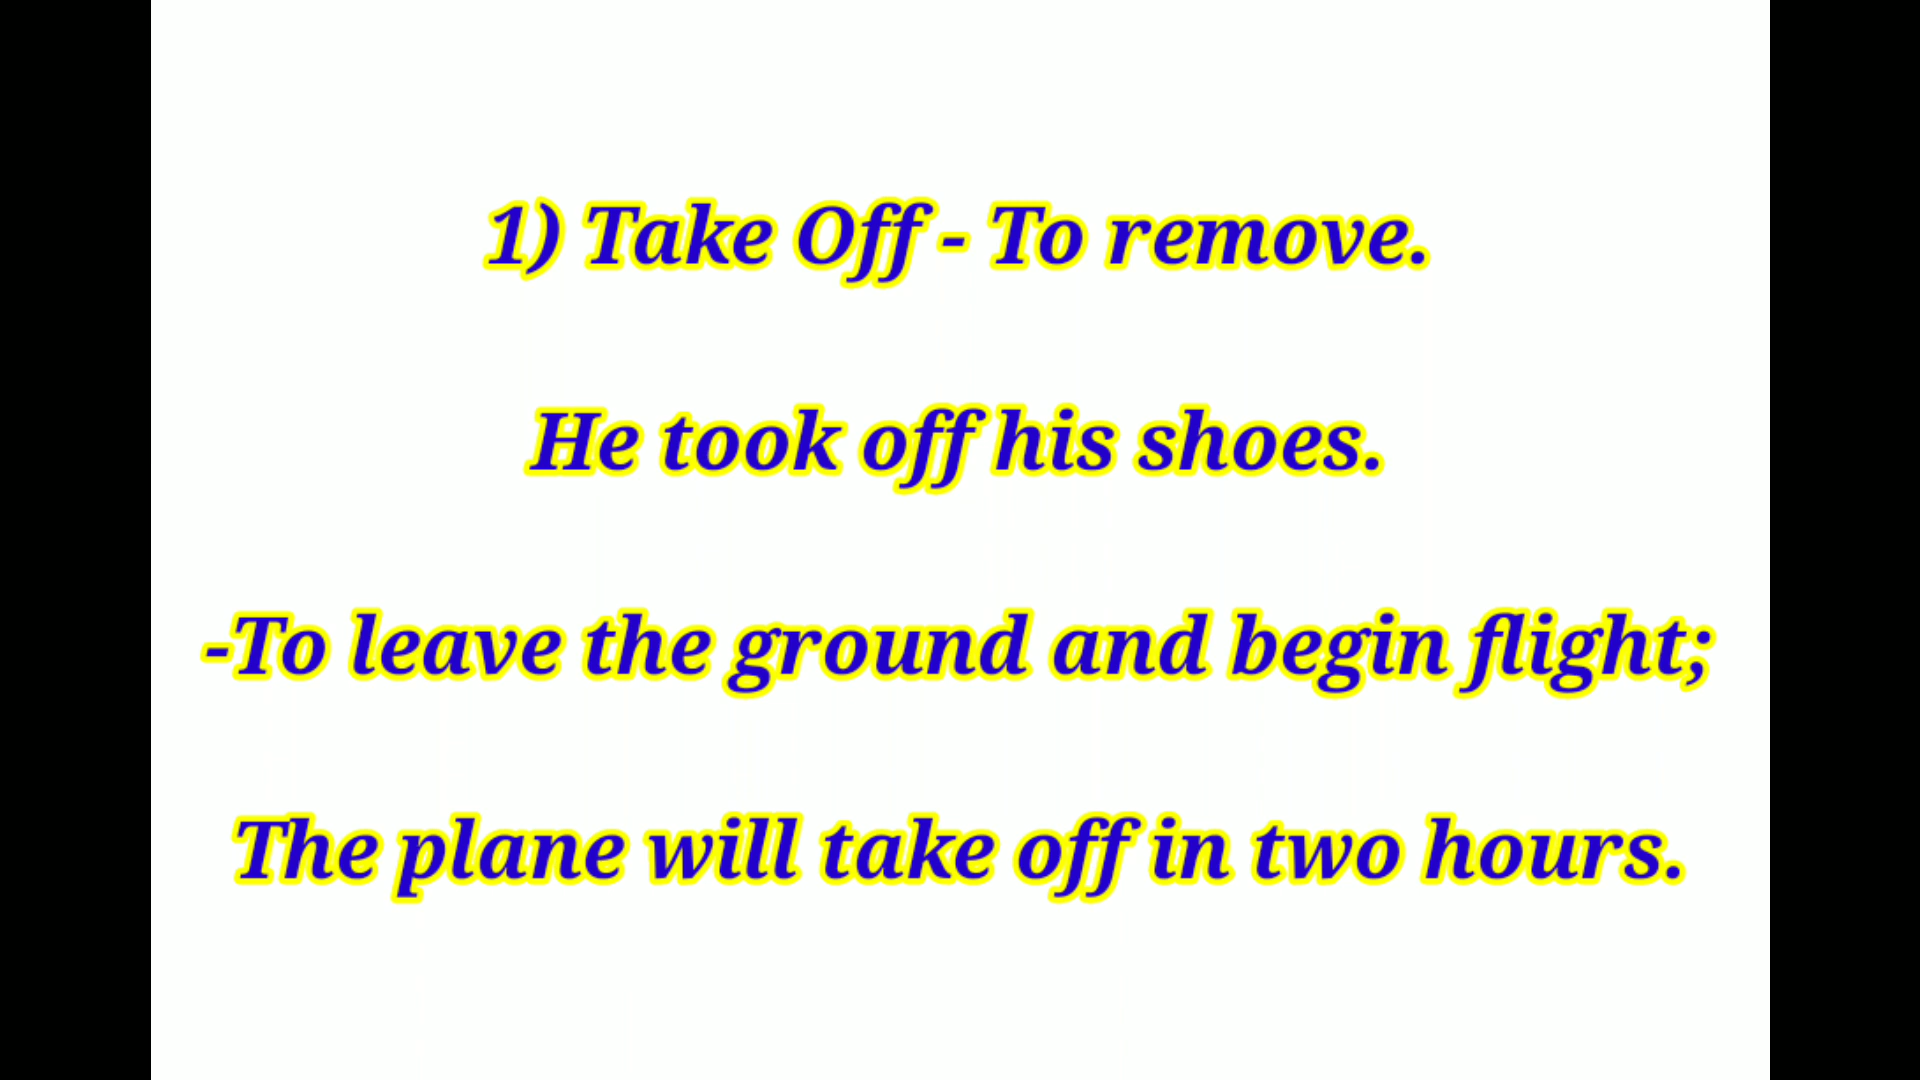 1) Take Off - To remove.
He took off his shoes.
-To leave the ground and begin flight;
The plane will take off in two hours.